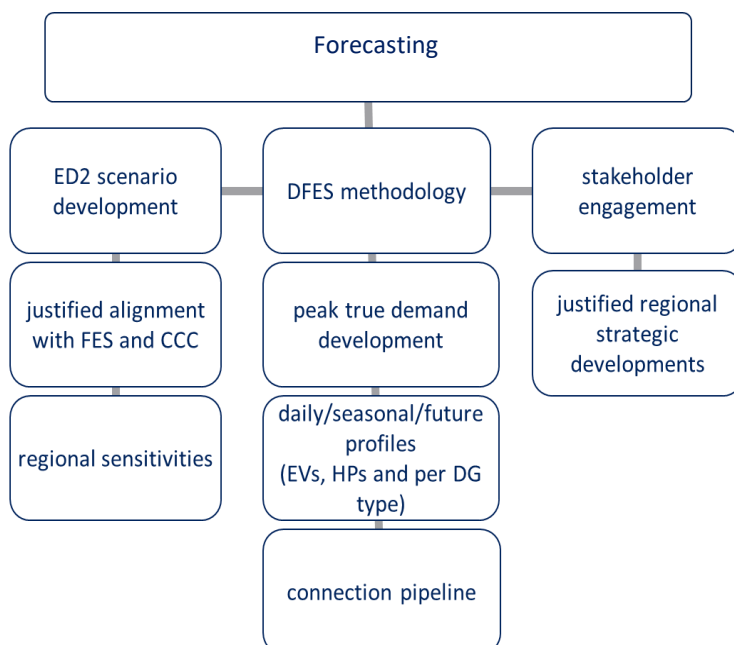 Forecasting
ED2 scenario
development
DFES methodology
stakeholder
engagement
justified alignment
with FES and CCC
peak true demand
development
justified regional
strategic
developments
regional sensitivities
daily/seasonal/future
profiles
(EVs, HPs and per DG
type)
connection pipeline